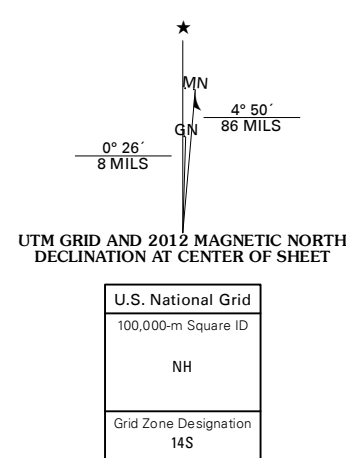 ★
MN
4° 50´
86 MILS
GN
0° 26´
8 MILS
UTM GRID AND 2012 MAGNETIC NORTH
DECLINATION AT CENTER OF SHEET
U.S. National Grid
100,000-m Square ID
NH
Grid Zone Designation
14S